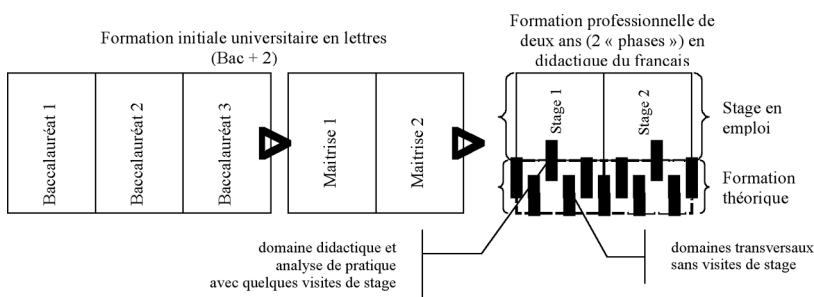 Formation initiale universitaire en lettres
(Bac + 2)
Formation professionnelle de
deux ans (2 « phases ») en
didactique du français
Baccalauréat 1
Baccalauréat 2
Baccalauréat 3
Maitrise 1
Maitrise 2
Stage 1
Stage 2
Stage en
emploi
Formation
théorique
domaine didactique et
analyse de pratique
avec quelques visites de stage
domaines transversaux
sans visites de stage